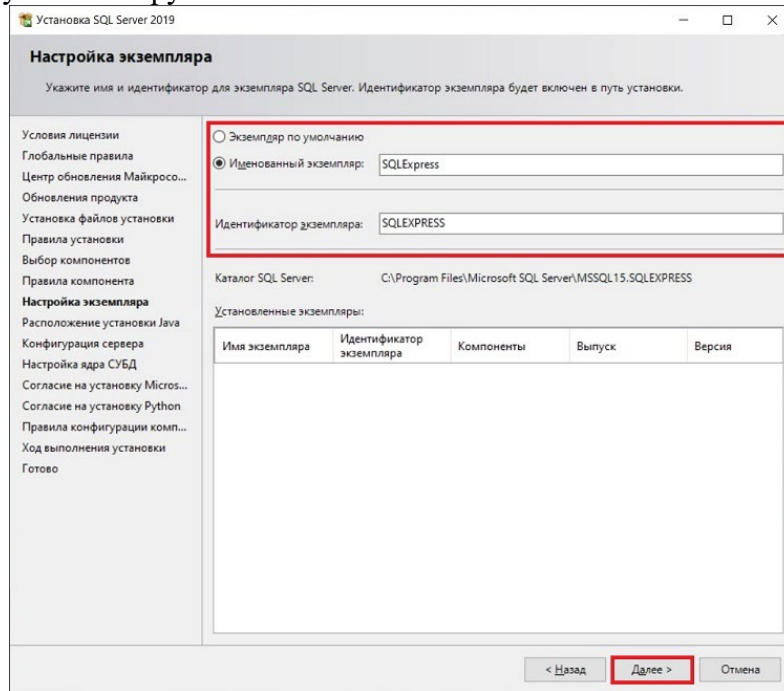 Установка SQL Server 2019
Настройка экземпляра
Укажите имя и идентификатор для экземпляра SQL Server. Идентификатор экземпляра будет включен в путь установки.
Условия лицензии
Глобальные правила
Центр обновления Майкросо...
Обновления продукта
Установка файлов установки
Правила установки
Выбор компонентов
Правила компонента
Настройка экземпляра
Расположение установки Java
Конфигурация сервера
Настройка ядра СУБД
Согласие на установку Micros...
Согласие на установку Python
Правила конфигурации комп...
Ход выполнения установки
Готово
Экземпляр по умолчанию
Именованный экземпляр: SQLExpress
Идентификатор экземпляра: SQLEXPRESS
Каталог SQL Server: C:\Program Files\Microsoft SQL Server\MSSQL15.SQLEXPRESS
Установленные экземпляры:
Имя экземпляра Идентификатор экземпляра Компоненты Выпуск Версия
< Назад Далее > Отмена